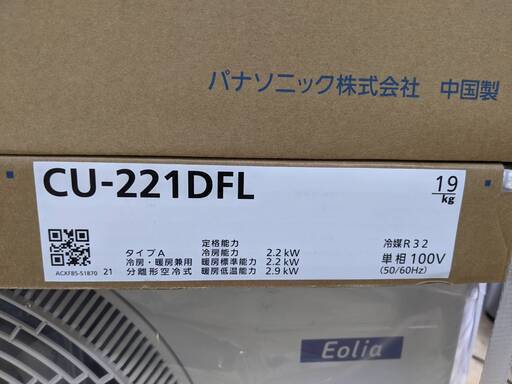 パナソニック株式会社 中国製
CU-221DFL
19
kg
定格能力
タイプA 冷房能力 2.2 kW
冷房・暖房兼用 暖房標準能力 2.2 kW
分離形空冷式 暖房低温能力 2.9 kW
冷媒R32
単相 100V
(50/60Hz)
ACXF85-51870 21
Eolia